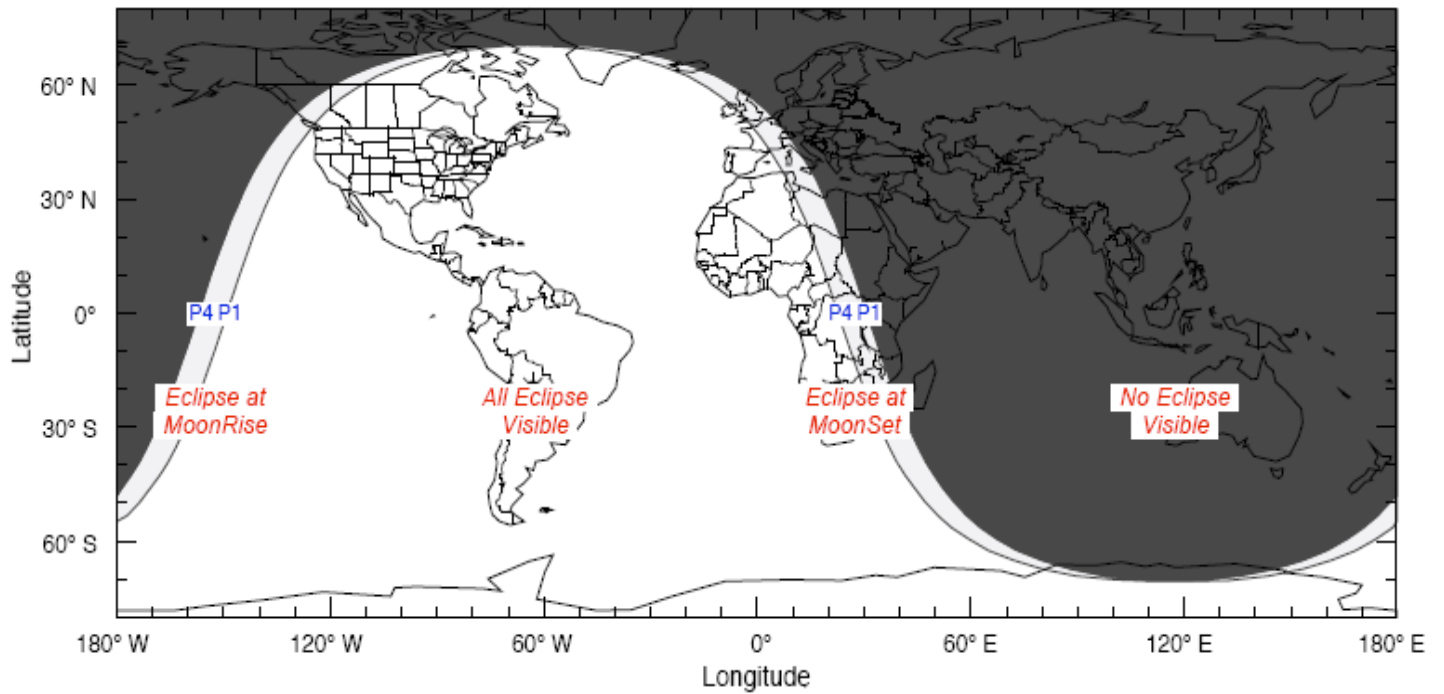 60° N
30° N
0°
30° S
60° S
Latitude
P4 P1
P4 P1
Eclipse at
MoonRise
All Eclipse
Visible
Eclipse at
MoonSet
No Eclipse
Visible
180° W
120° W
60° W
0°
60° E
120° E
180° E
Longitude